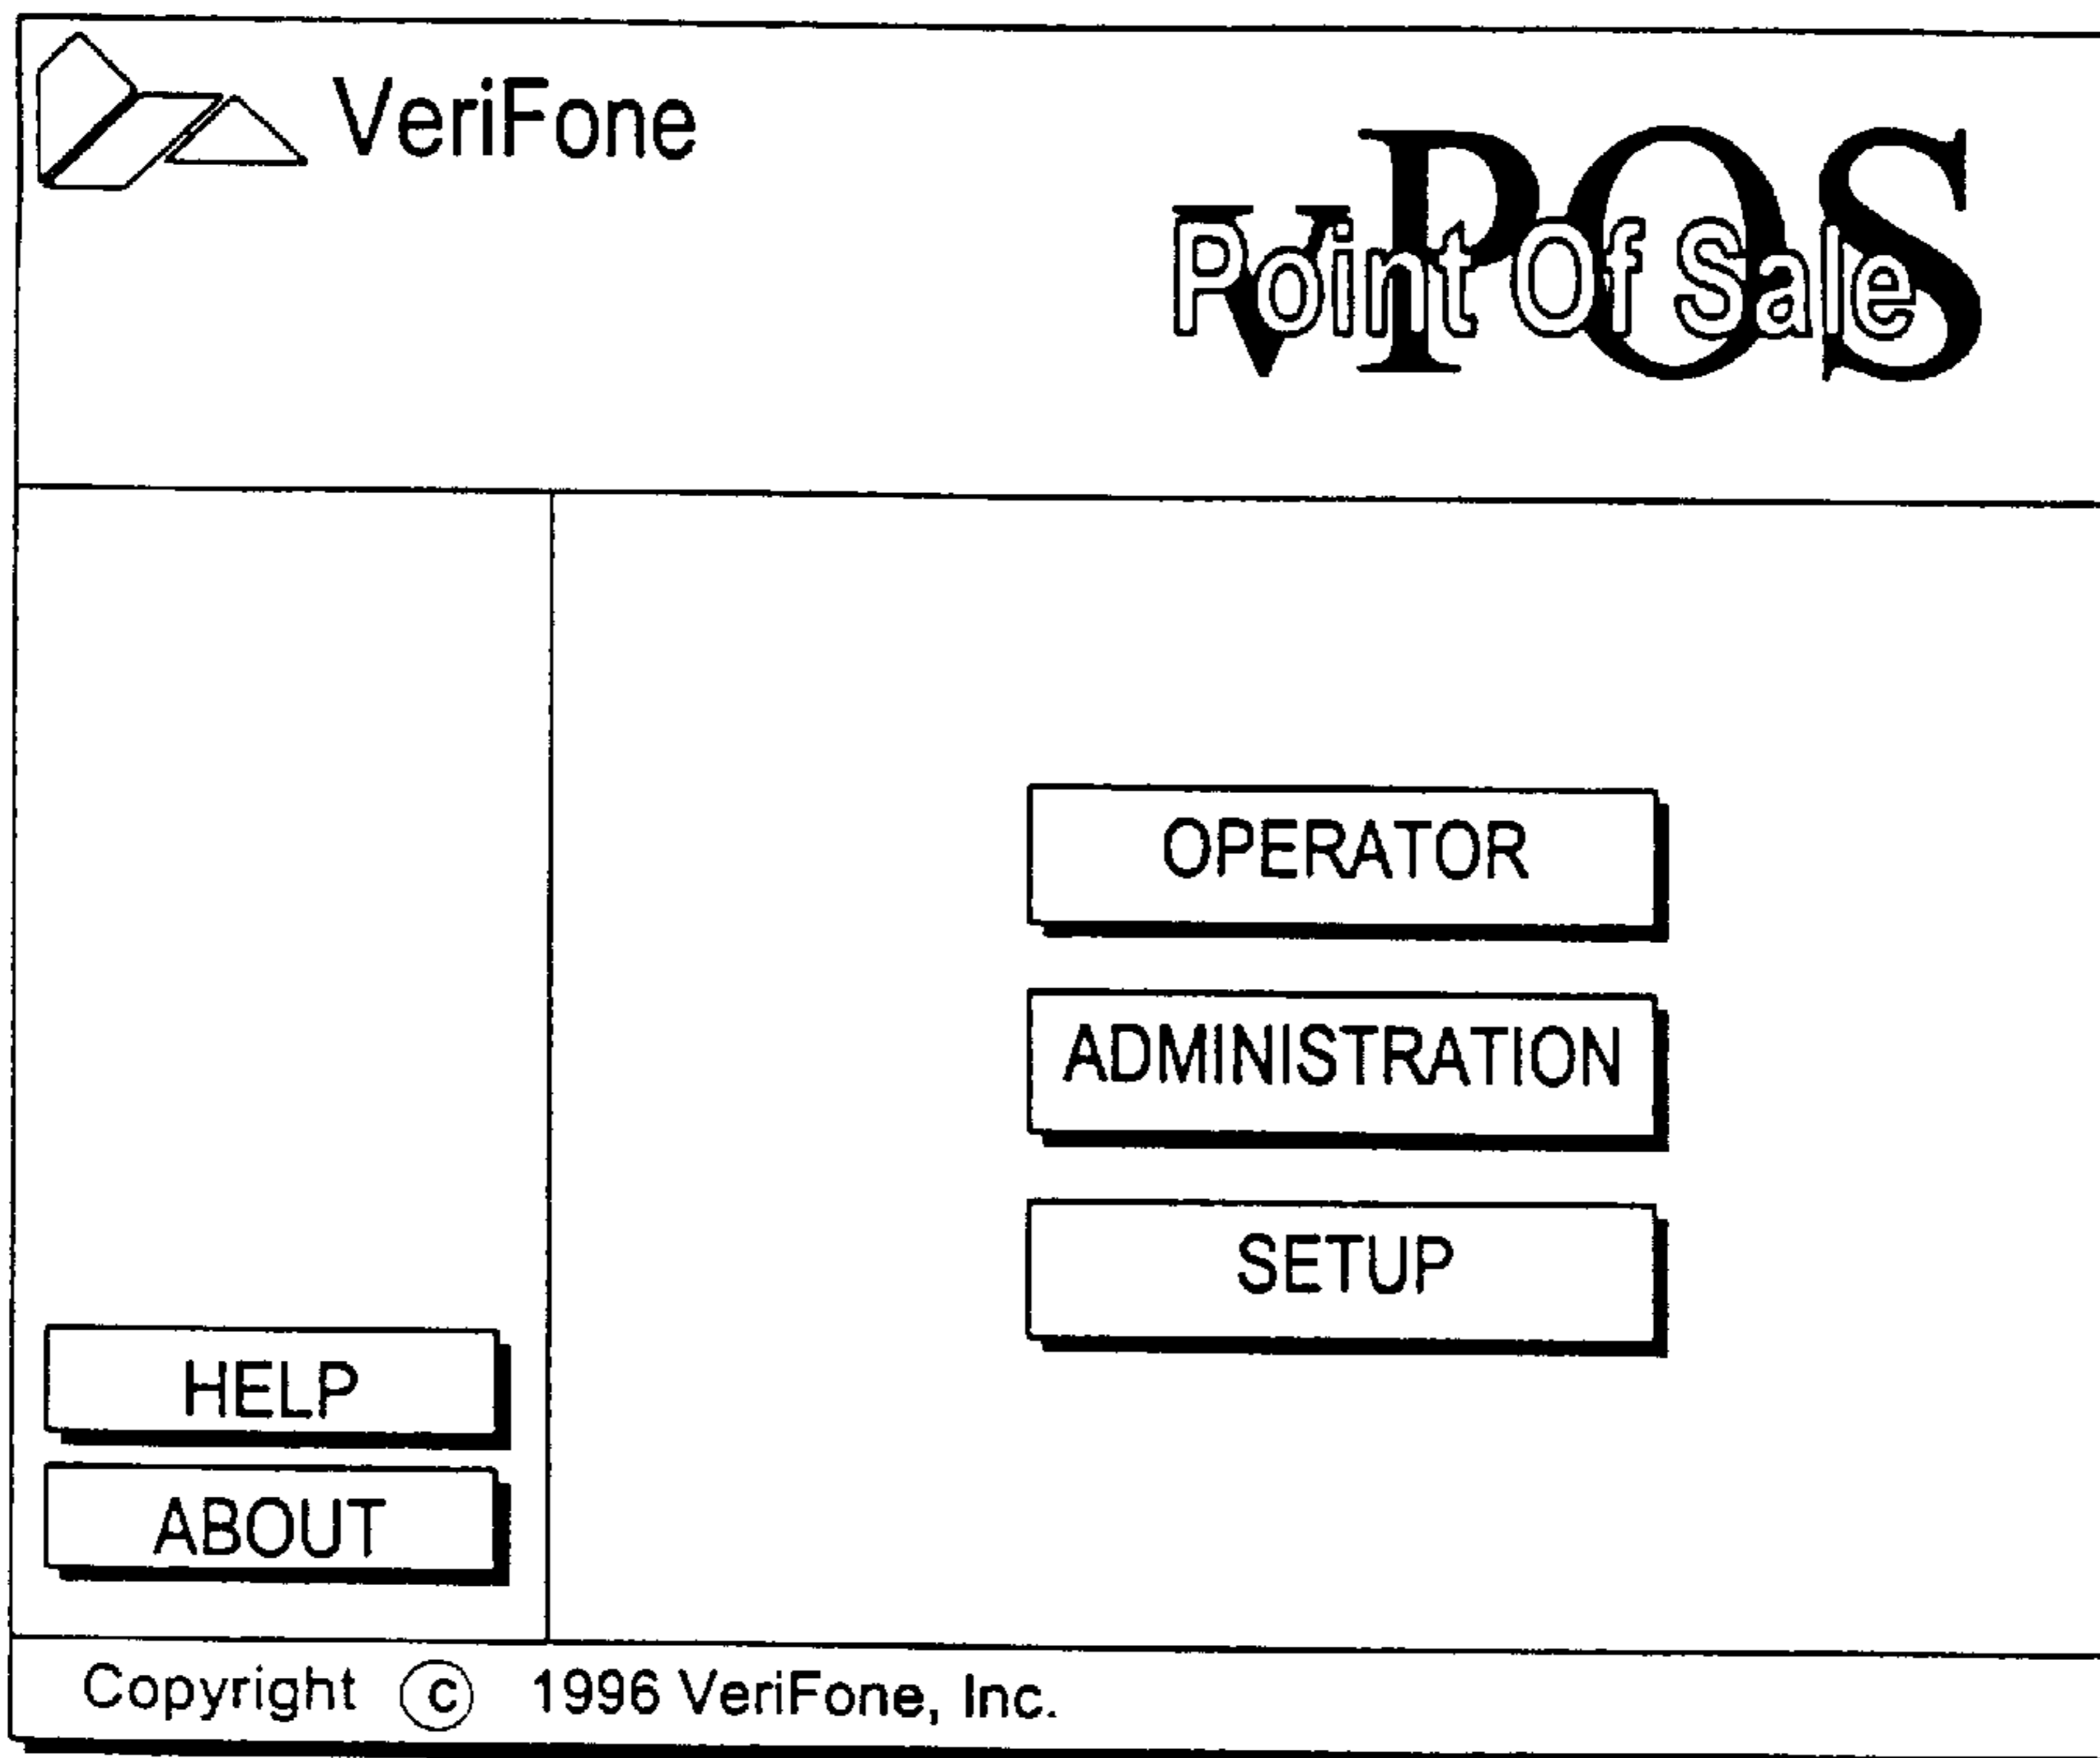 VeriFone
vPOS
Point Of Sale
OPERATOR
ADMINISTRATION
SETUP
HELP
ABOUT
Copyright © 1996 VeriFone, Inc.